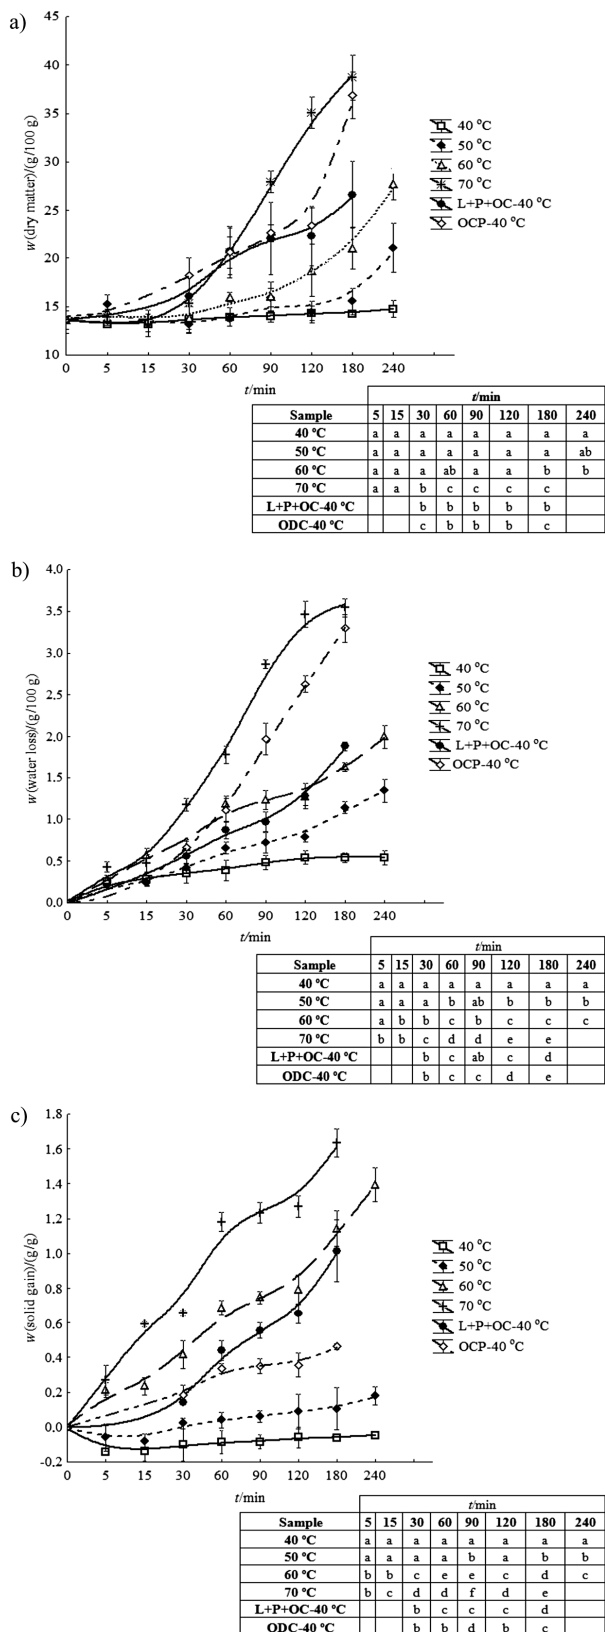 a)
45
40
35
30
25
20
15
10
w(dry matter)/(g/100 g)
0 5 15 30 60 90 120 180 240
t/min
40 °C
50 °C
60 °C
70 °C
L+P+OC-40 °C
OCP-40 °C
t/min
Sample 5 15 30 60 90 120 180 240
40 °C a a a a a a a a
50 °C a a a a a a a ab
60 °C a a a ab a a b b
70 °C a a b c c c c
L+P+OC-40 °C b b b b b
ODC-40 °C c b b b c
b)
4.0
3.5
3.0
2.5
2.0
1.5
1.0
0.5
0.0
w(water loss)/(g/100 g)
0 5 15 30 60 90 120 180 240
t/min
40 °C
50 °C
60 °C
70 °C
L+P+OC-40 °C
OCP-40 °C
t/min
Sample 5 15 30 60 90 120 180 240
40 °C a a a a a a a a
50 °C a a a b ab b b b
60 °C a b b c b c c c
70 °C b b c d d e e
L+P+OC-40 °C b c ab c d
ODC-40 °C b c c d e
c)
1.8
1.6
1.4
1.2
1.0
0.8
0.6
0.4
0.2
0.0
-0.2
w(solid gain)/(g/g)
0 5 15 30 60 90 120 180 240
t/min
40 °C
50 °C
60 °C
70 °C
L+P+OC-40 °C
OCP-40 °C
t/min
Sample 5 15 30 60 90 120 180 240
40 °C a a a a a a a a
50 °C a a a a b a b b
60 °C b b c e e c d c
70 °C b c d d f d e
L+P+OC-40 °C b c c c d
ODC-40 °C b b d b c